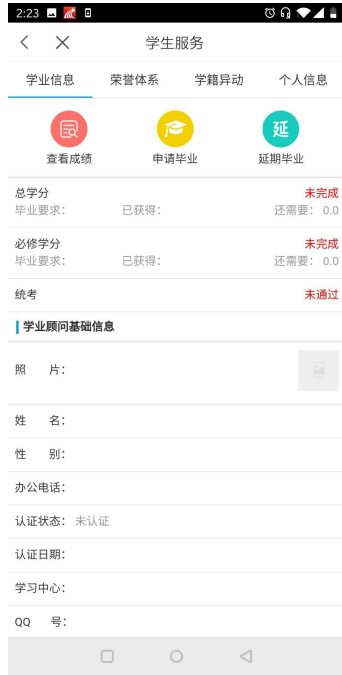 2:23
学生服务
学业信息 荣誉体系 学籍异动 个人信息
延
查看成绩 申请毕业 延期毕业
总学分 未完成
毕业要求： 已获得： 还需要： 0.0
必修学分 未完成
毕业要求： 已获得： 还需要： 0.0
统考 未通过
学业顾问基础信息
照 片：
姓 名：
性 别：
办公电话：
认证状态： 未认证
认证日期：
学习中心：
QQ 号：